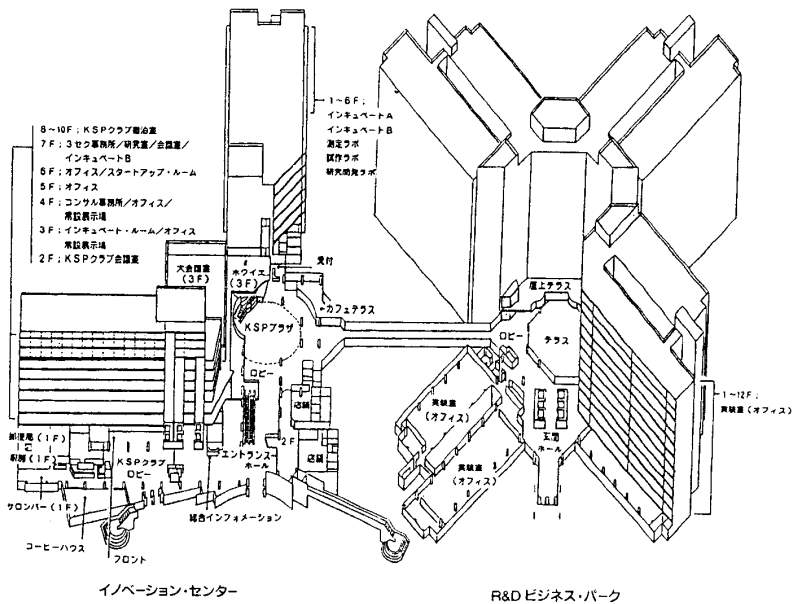 8～10F；KSPクラブ宿泊室
7F；3セク事務所／研究室／会議室／
インキュベートB
6F；オフィス／スタートアップ・ルーム
5F；オフィス
4F；コンサル事務所／オフィス／
常設展示場
3F；インキュベート・ルーム／オフィス
常設展示場
2F；KSPクラブ会議室
1～6F；
インキュベートA
インキュベートB
測定ラボ
試作ラボ
研究開発ラボ
大会議室
(3F)
ホワイエ
(3F)
受付
カフェテラス
KSPプラザ
ロビー
店舗
2F
店舗
エントランス
ホール
郵便局(1F)
(1F)
KSPクラブ
ロビー
サロンバー(1F)
コーヒーハウス
フロント
総合インフォメーション
屋上テラス
ロビー
テラス
実験室
(オフィス)
実験室
(オフィス)
玄関
ホール
1～12F；
実験室(オフィス)
イノベーション・センター
R&Dビジネス・パーク